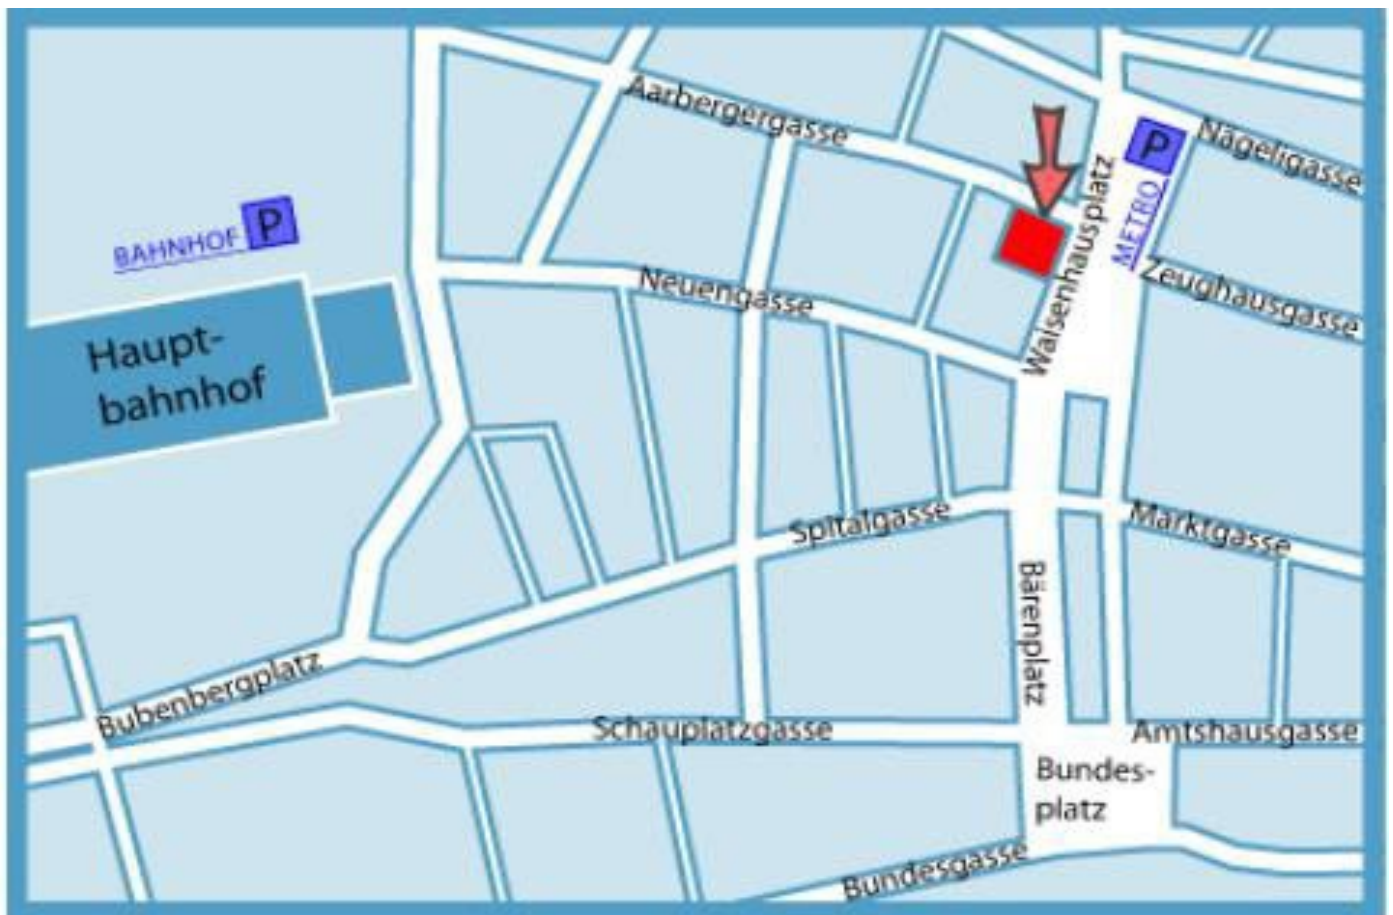 Aarbergergasse
Nägeligasse
P
METRO
Waisenhausplatz
BAHNHOF P
Zeughausgasse
Neuengasse
Haupt-
bahnhof
Spitalgasse
Marktgasse
Bärenplatz
Bubenbergplatz
Schauplatzgasse
Amtshausgasse
Bundes-
platz
Bundesgasse